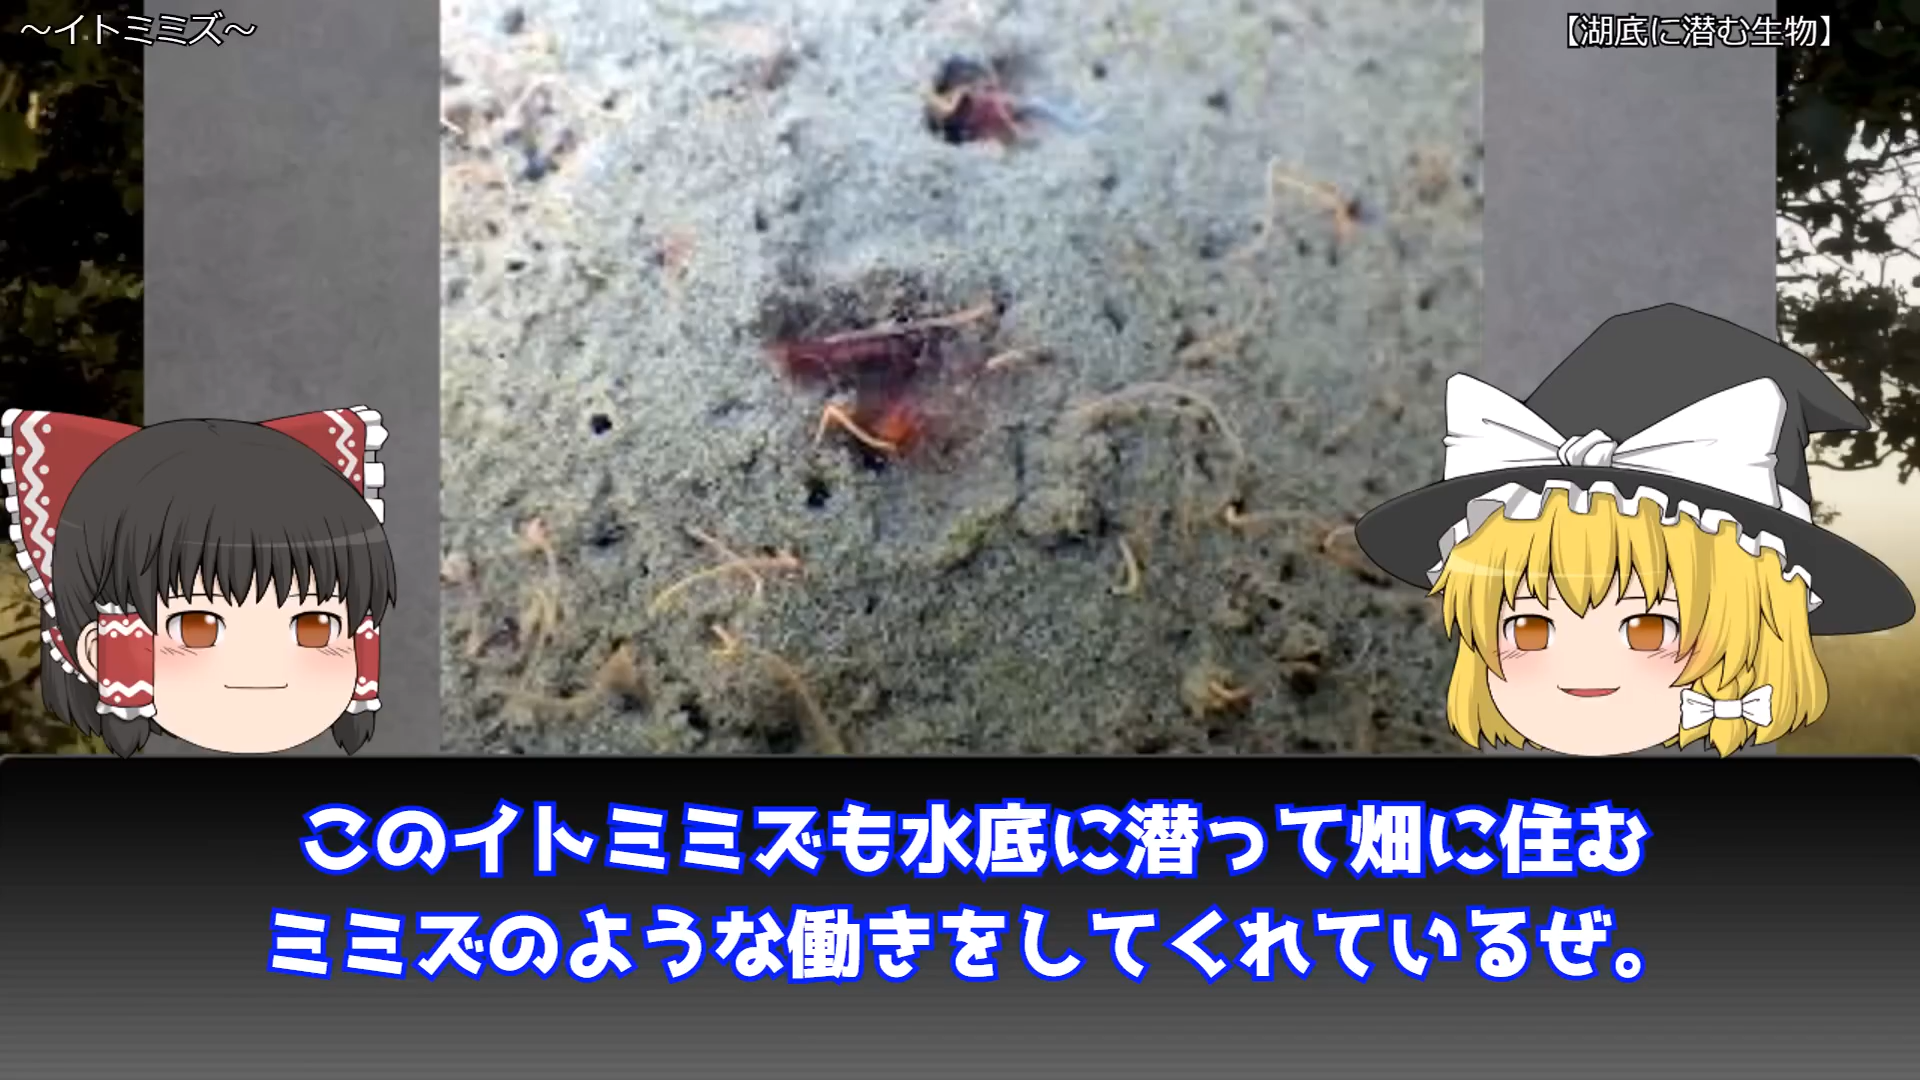 ～イトミミズ～
【湖底に潜む生物】
このイトミミズも水底に潜って畑に住む
ミミズのような働きをしてくれているぜ。